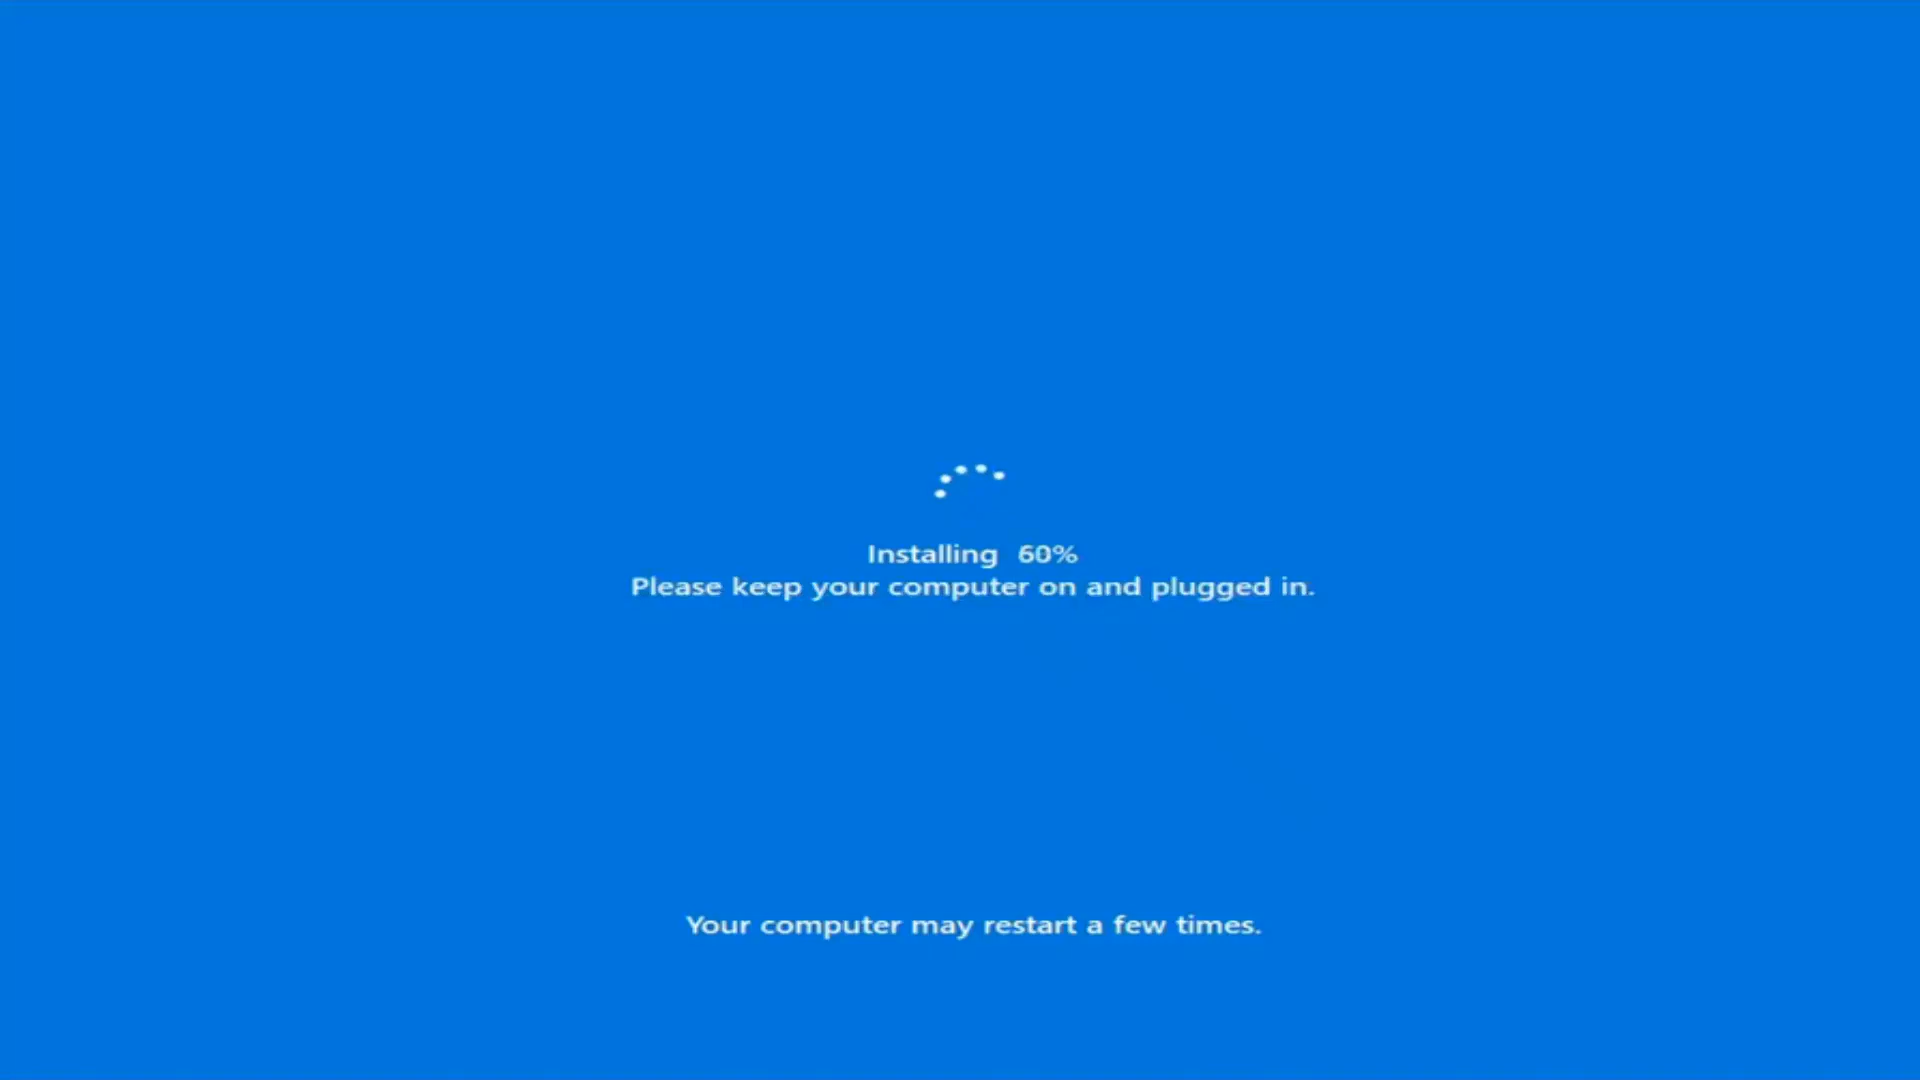 Installing 60%
Please keep your computer on and plugged in.
Your computer may restart a few times.